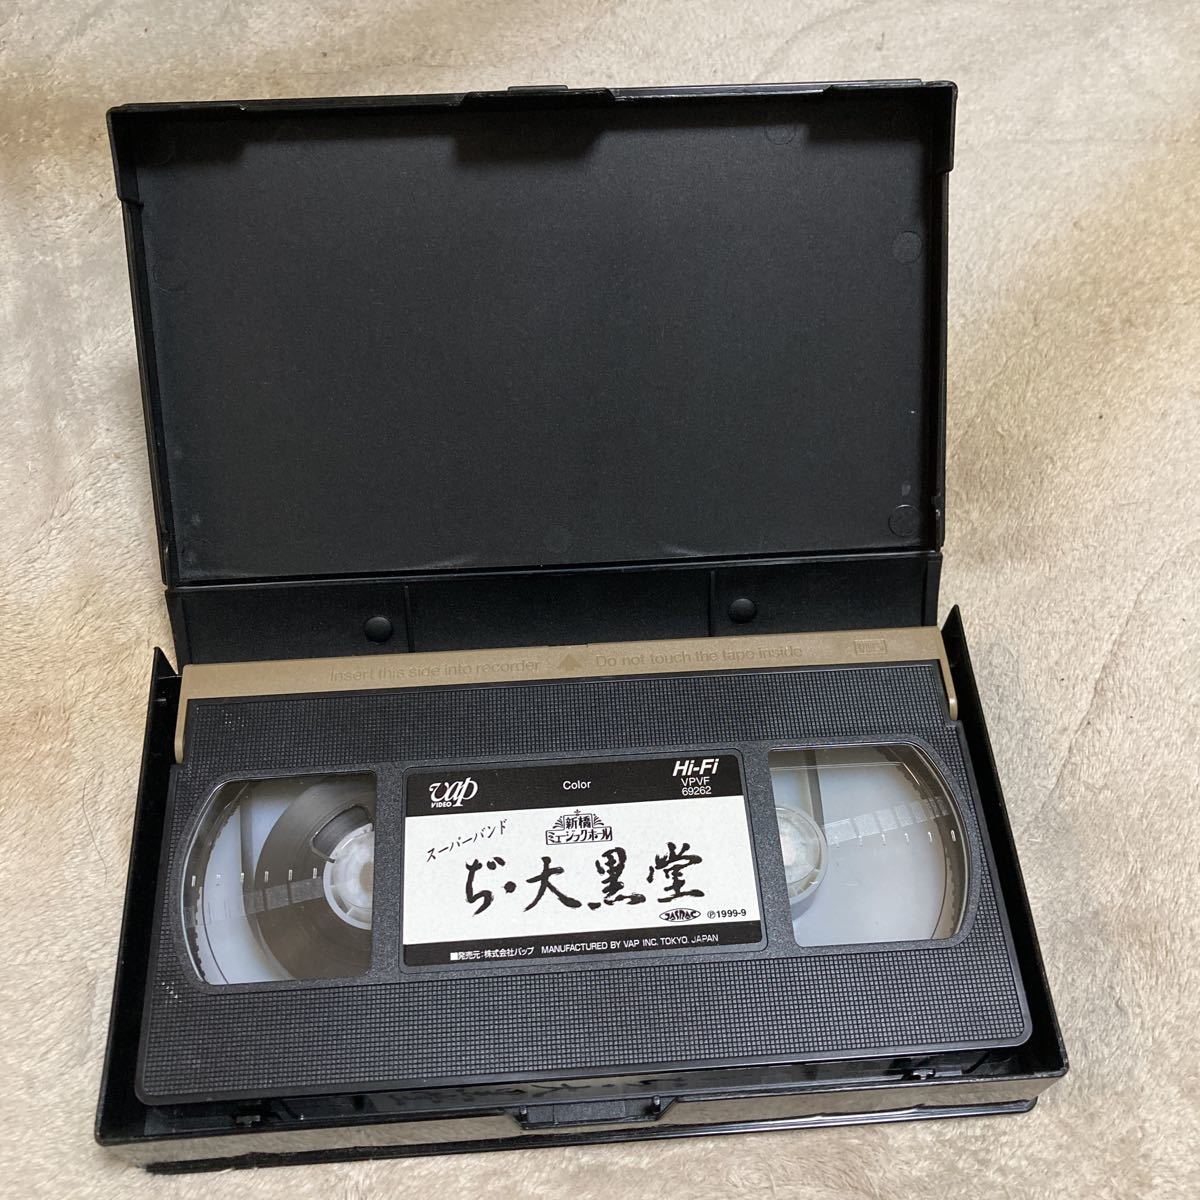 Insert this side into recorder Do not touch the tape inside VHS
vap
VIDEO
Color
Hi-Fi
VPVF
69262
新橋
ミュージックホール
スーパーバンド
ぢ・大黒堂
JASRAC
Ⓟ1999-9
■発売元:株式会社バップ MANUFACTURED BY VAP INC. TOKYO. JAPAN